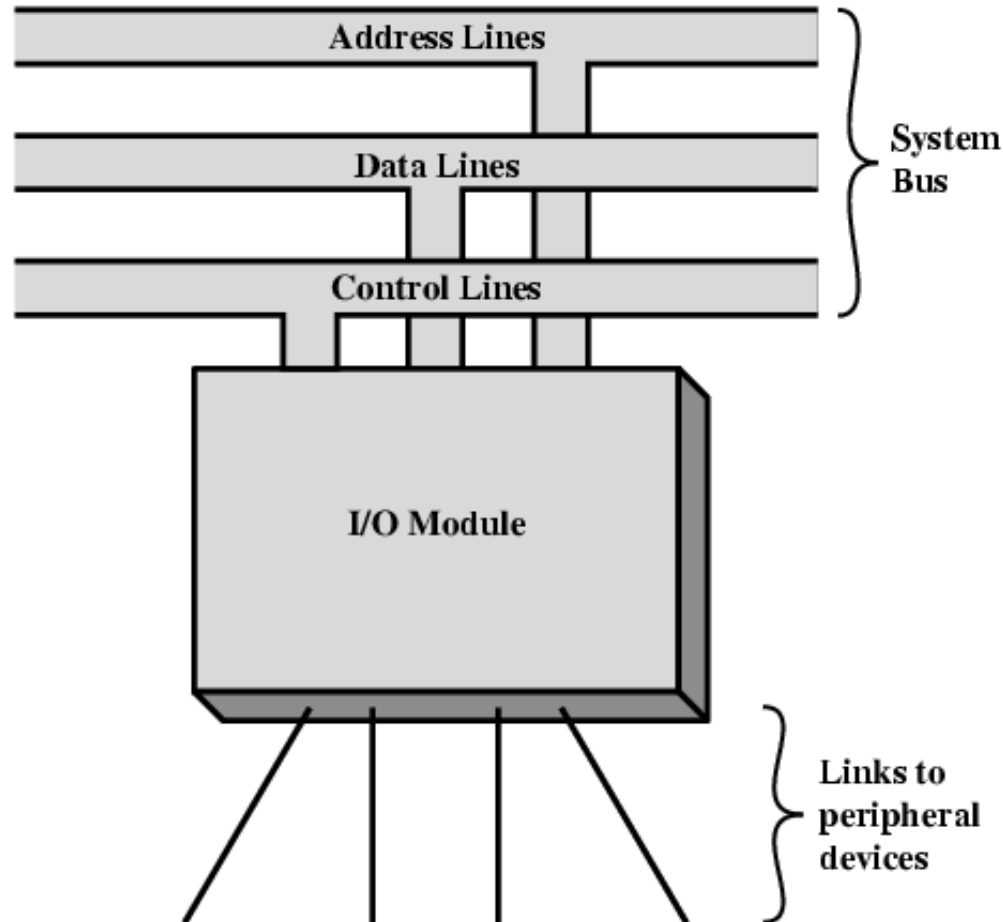 Address Lines
Data Lines
System
Bus
Control Lines
I/O Module
Links to
peripheral
devices